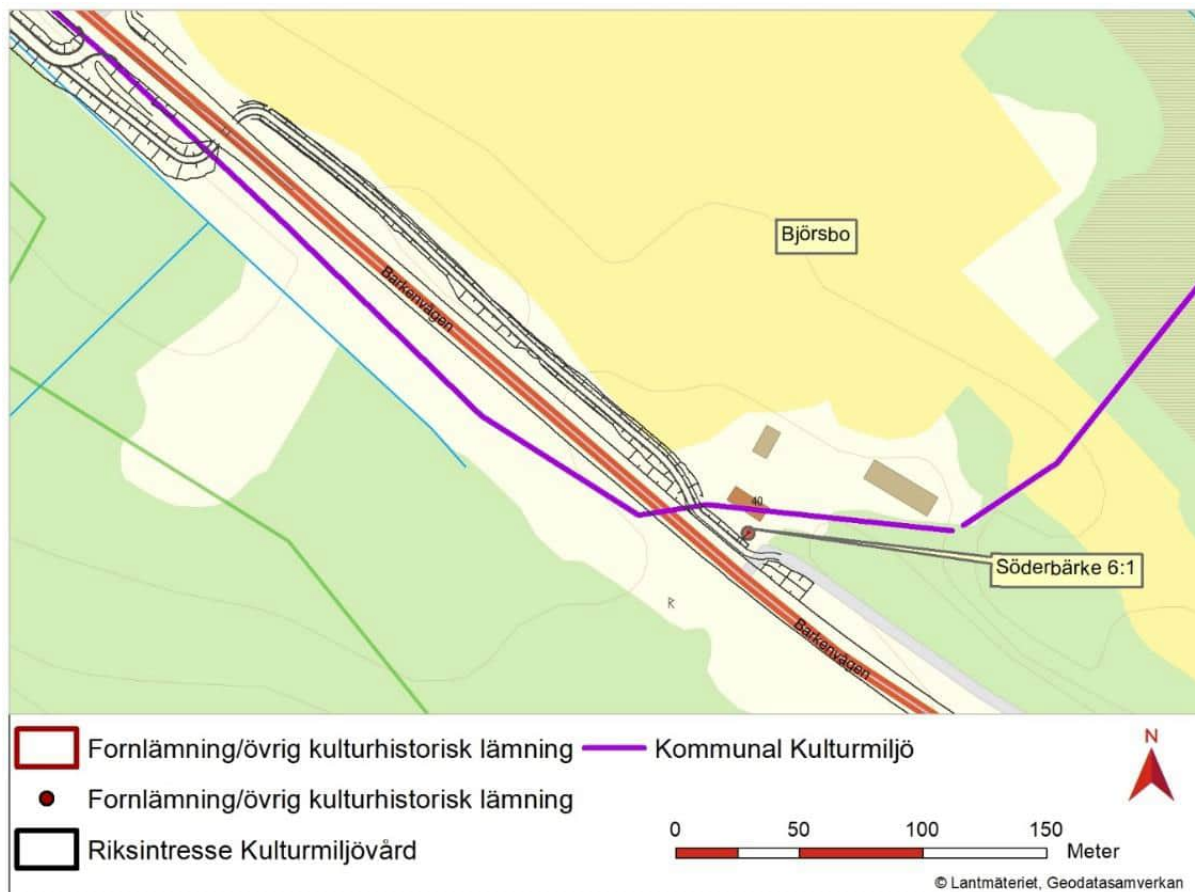 Björsbo
Barkenvägen
40
Söderbärke 6:1
R
Barkenvägen
Fornlämning/övrig kulturhistorisk lämning
Kommunal Kulturmiljö
N
Fornlämning/övrig kulturhistorisk lämning
Riksintresse Kulturmiljövård
0 50 100 150
Meter
© Lantmäteriet, Geodatasamverkan